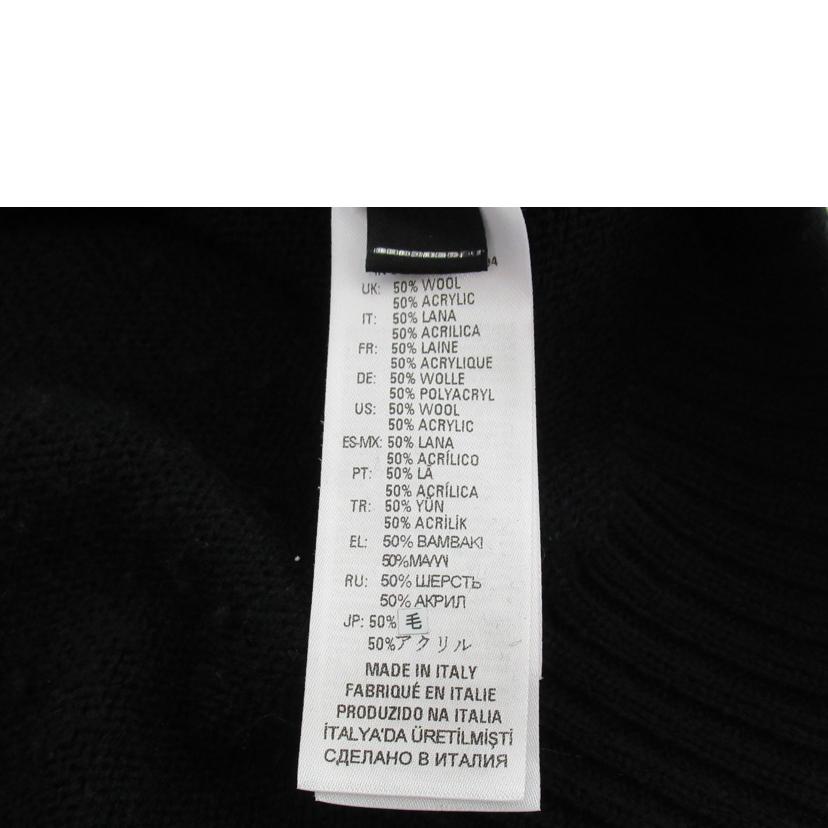 UK: 50% WOOL
50% ACRYLIC
IT: 50% LANA
50% ACRILICA
FR: 50% LAINE
50% ACRYLIQUE
DE: 50% WOLLE
50% POLYACRYL
US: 50% WOOL
50% ACRYLIC
ES-MX: 50% LANA
50% ACRÍLICO
PT: 50% LÃ
50% ACRÍLICA
TR: 50% YÜN
50% ACRİLİK
EL: 50% BAMBAKI
50%
RU: 50% ШЕРСТЬ
50% АКРИЛ
JP: 50% 毛
50%アクリル
MADE IN ITALY
FABRIQUÉ EN ITALIE
PRODUZIDO NA ITALIA
İTALYA'DA ÜRETİLMİŞTİ
СДЕЛАНО В ИТАЛИЯ